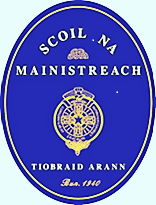 SCOIL NA
MAINISTREACH
TIOBRAID ARANN
Bun. 1940